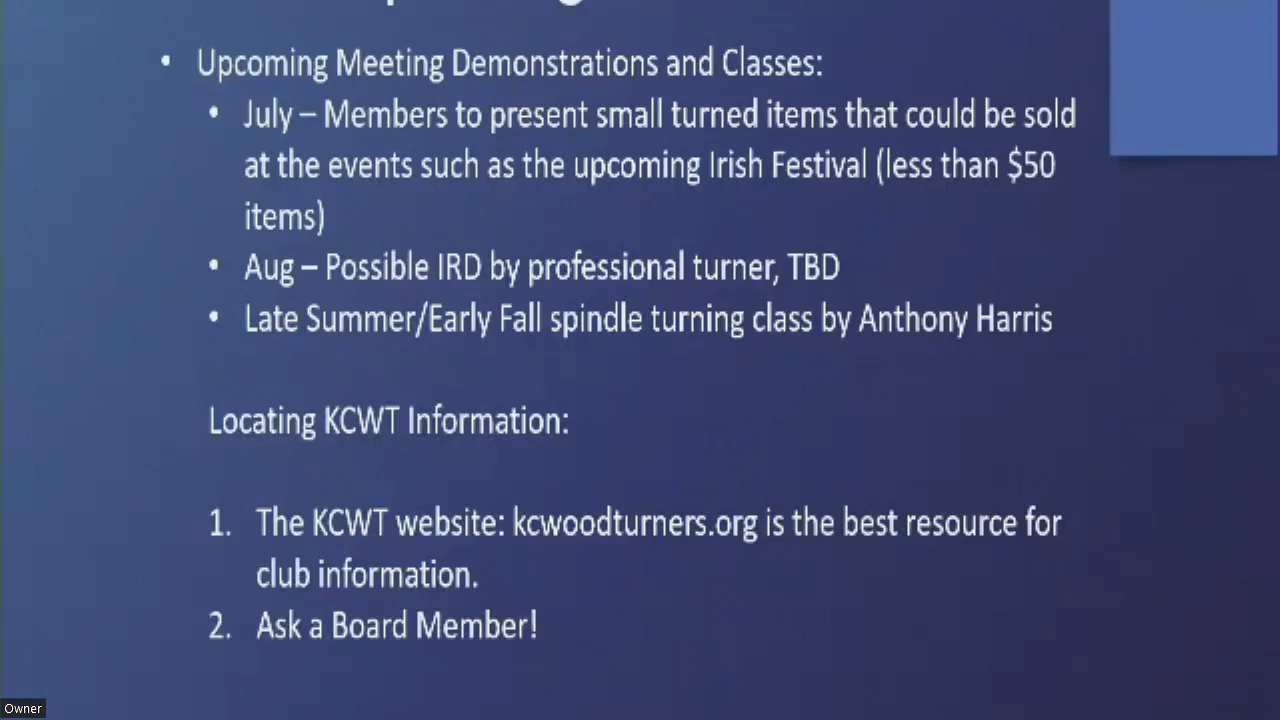 • Upcoming Meeting Demonstrations and Classes:
• July – Members to present small turned items that could be sold
at the events such as the upcoming Irish Festival (less than $50
items)
• Aug – Possible IRD by professional turner, TBD
• Late Summer/Early Fall spindle turning class by Anthony Harris
Locating KCWT Information:
1. The KCWT website: kcwoodturners.org is the best resource for
club information.
2. Ask a Board Member!
Owner